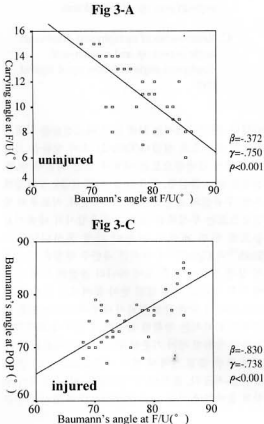 Fig 3-A
16
14
12
10
8
6
4
Carrying angle at F/U(°)
uninjured
60
70
80
90
Baumann's angle at F/U(°)
β=-.372
γ=-.750
p<0.001
Fig 3-C
90
80
70
60
Baumann's angle at POP(°)
injured
60
70
80
90
Baumann's angle at F/U(°)
β=-.830
γ=-.738
p<0.001